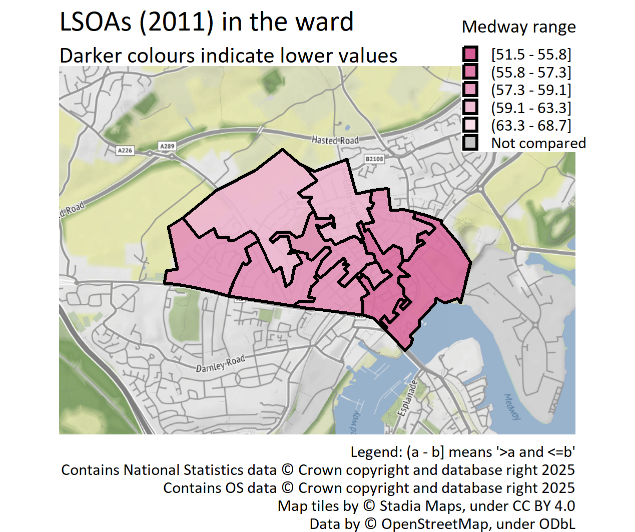 LSOAs (2011) in the ward
Darker colours indicate lower values
Medway range
[51.5 - 55.8]
(55.8 - 57.3]
(57.3 - 59.1]
(59.1 - 63.3]
(63.3 - 68.7]
Not compared
Hasted Road
A226
A289
B2108
d Road
Darnley Road
Esplanade
Medway
dway
Legend: (a - b] means '>a and <=b'
Contains National Statistics data © Crown copyright and database right 2025
Contains OS data © Crown copyright and database right 2025
Map tiles by © Stadia Maps, under CC BY 4.0
Data by © OpenStreetMap, under ODbL